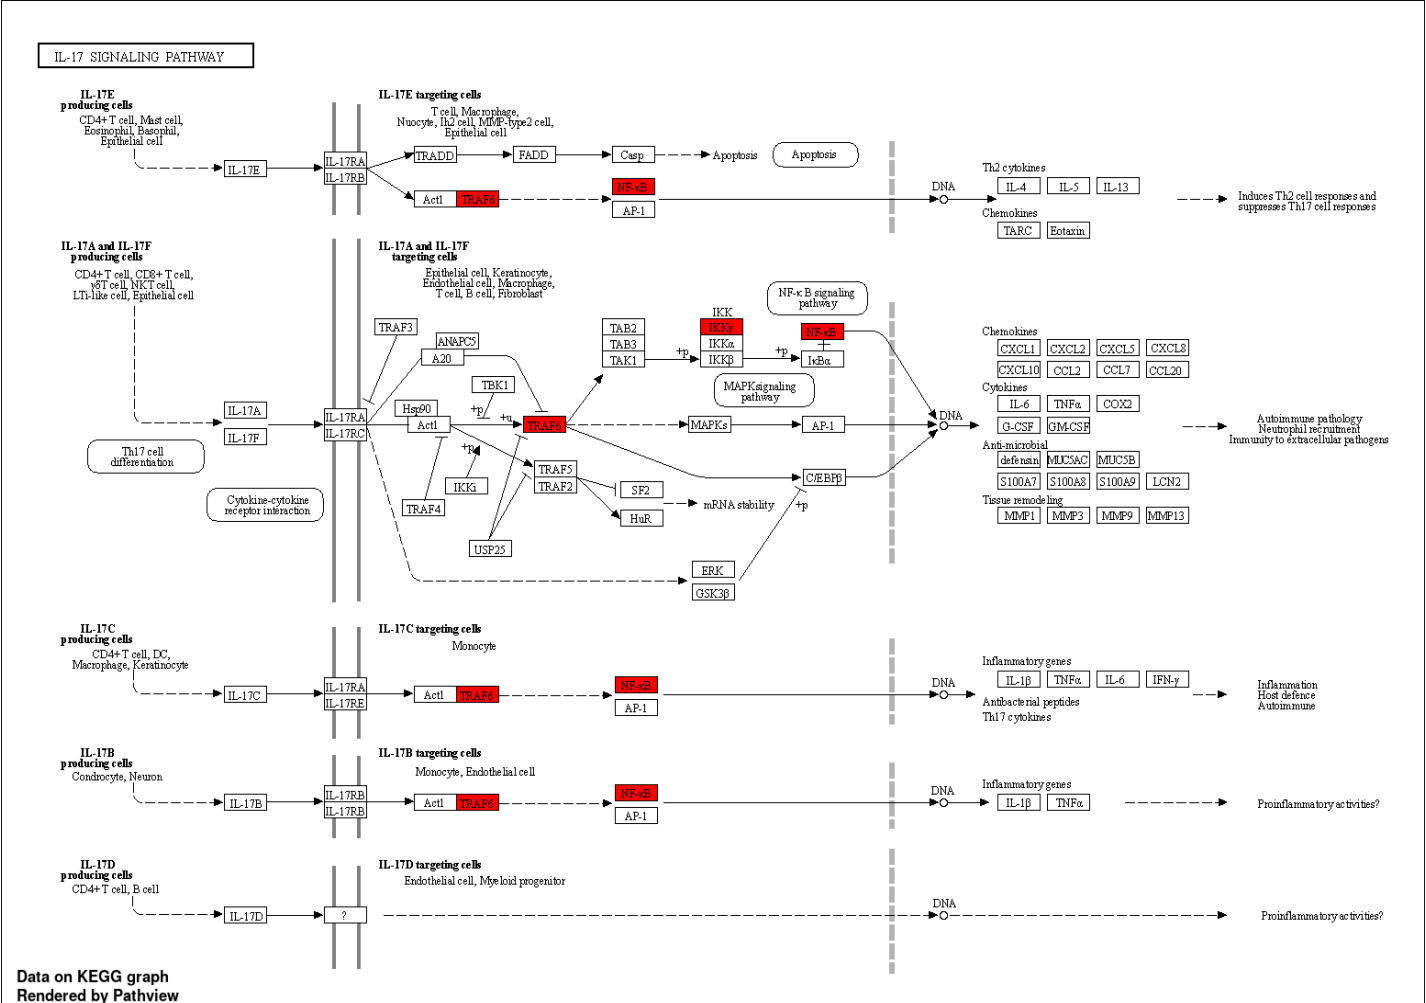 IL-17 SIGNALING PATHWAY
IL-17E
producing cells
CD4+ T cell, Mast cell,
Eosinophil, Basophil,
Epithelial cell
IL-17E
IL-17RA
IL-17RB
IL-17E targeting cells
T cell, Macrophage,
Nuocyte, Ih2 cell, MMP-type2 cell,
Epithelial cell
TRADD
FADD
Casp
Apoptosis
Apoptosis
Act1
TRAF6
NF-κB
AP-1
DNA
Th2 cytokines
IL-4
IL-5
IL-13
Chemokines
TARC
Eotaxin
Induces Th2 cell responses and
suppresses Th17 cell responses
IL-17A and IL-17F
producing cells
CD4+ T cell, CD8+ T cell,
γδT cell, NKT cell,
LTi-like cell, Epithelial cell
IL-17A
IL-17F
Th17 cell
differentiation
Cytokine-cytokine
receptor interaction
IL-17RA
IL-17RC
IL-17A and IL-17F
targeting cells
Epithelial cell, Keratinocyte,
Endothelial cell, Macrophage,
T cell, B cell, Fibroblast
TRAF3
ANAPC5
A20
TBK1
Hsp90
Act1
+p
+u
TRAF6
+p
IKKi
TRAF4
TRAF5
TRAF2
USP25
SF2
HuR
mRNA stability
TAB2
TAB3
TAK1
+p
IKK
IKKγ
IKKα
IKKβ
+p
NF-κB signaling
pathway
NF-κB
IκBα
MAPK signaling
pathway
MAPKs
AP-1
C/EBPβ
+p
ERK
GSK3β
DNA
Chemokines
CXCL1
CXCL2
CXCL5
CXCL8
CXCL10
CCL2
CCL7
CCL20
Cytokines
IL-6
TNFα
COX2
G-CSF
GM-CSF
Anti-microbial
defensin
MUC5AC
MUC5B
S100A7
S100A8
S100A9
LCN2
Tissue remodeling
MMP1
MMP3
MMP9
MMP13
Autoimmune pathology
Neutrophil recruitment
Immunity to extracellular pathogens
IL-17C
producing cells
CD4+ T cell, DC,
Macrophage, Keratinocyte
IL-17C
IL-17RA
IL-17RE
IL-17C targeting cells
Monocyte
Act1
TRAF6
NF-κB
AP-1
DNA
Inflammatory genes
IL-1β
TNFα
IL-6
IFN-γ
Antibacterial peptides
Th17 cytokines
Inflammation
Host defence
Autoimmune
IL-17B
producing cells
Condrocyte, Neuron
IL-17B
IL-17RB
IL-17RB
IL-17B targeting cells
Monocyte, Endothelial cell
Act1
TRAF6
NF-κB
AP-1
DNA
Inflammatory genes
IL-1β
TNFα
Proinflammatory activities?
IL-17D
producing cells
CD4+ T cell, B cell
IL-17D
?
IL-17D targeting cells
Endothelial cell, Myeloid progenitor
DNA
Proinflammatory activities?
Data on KEGG graph
Rendered by Pathview